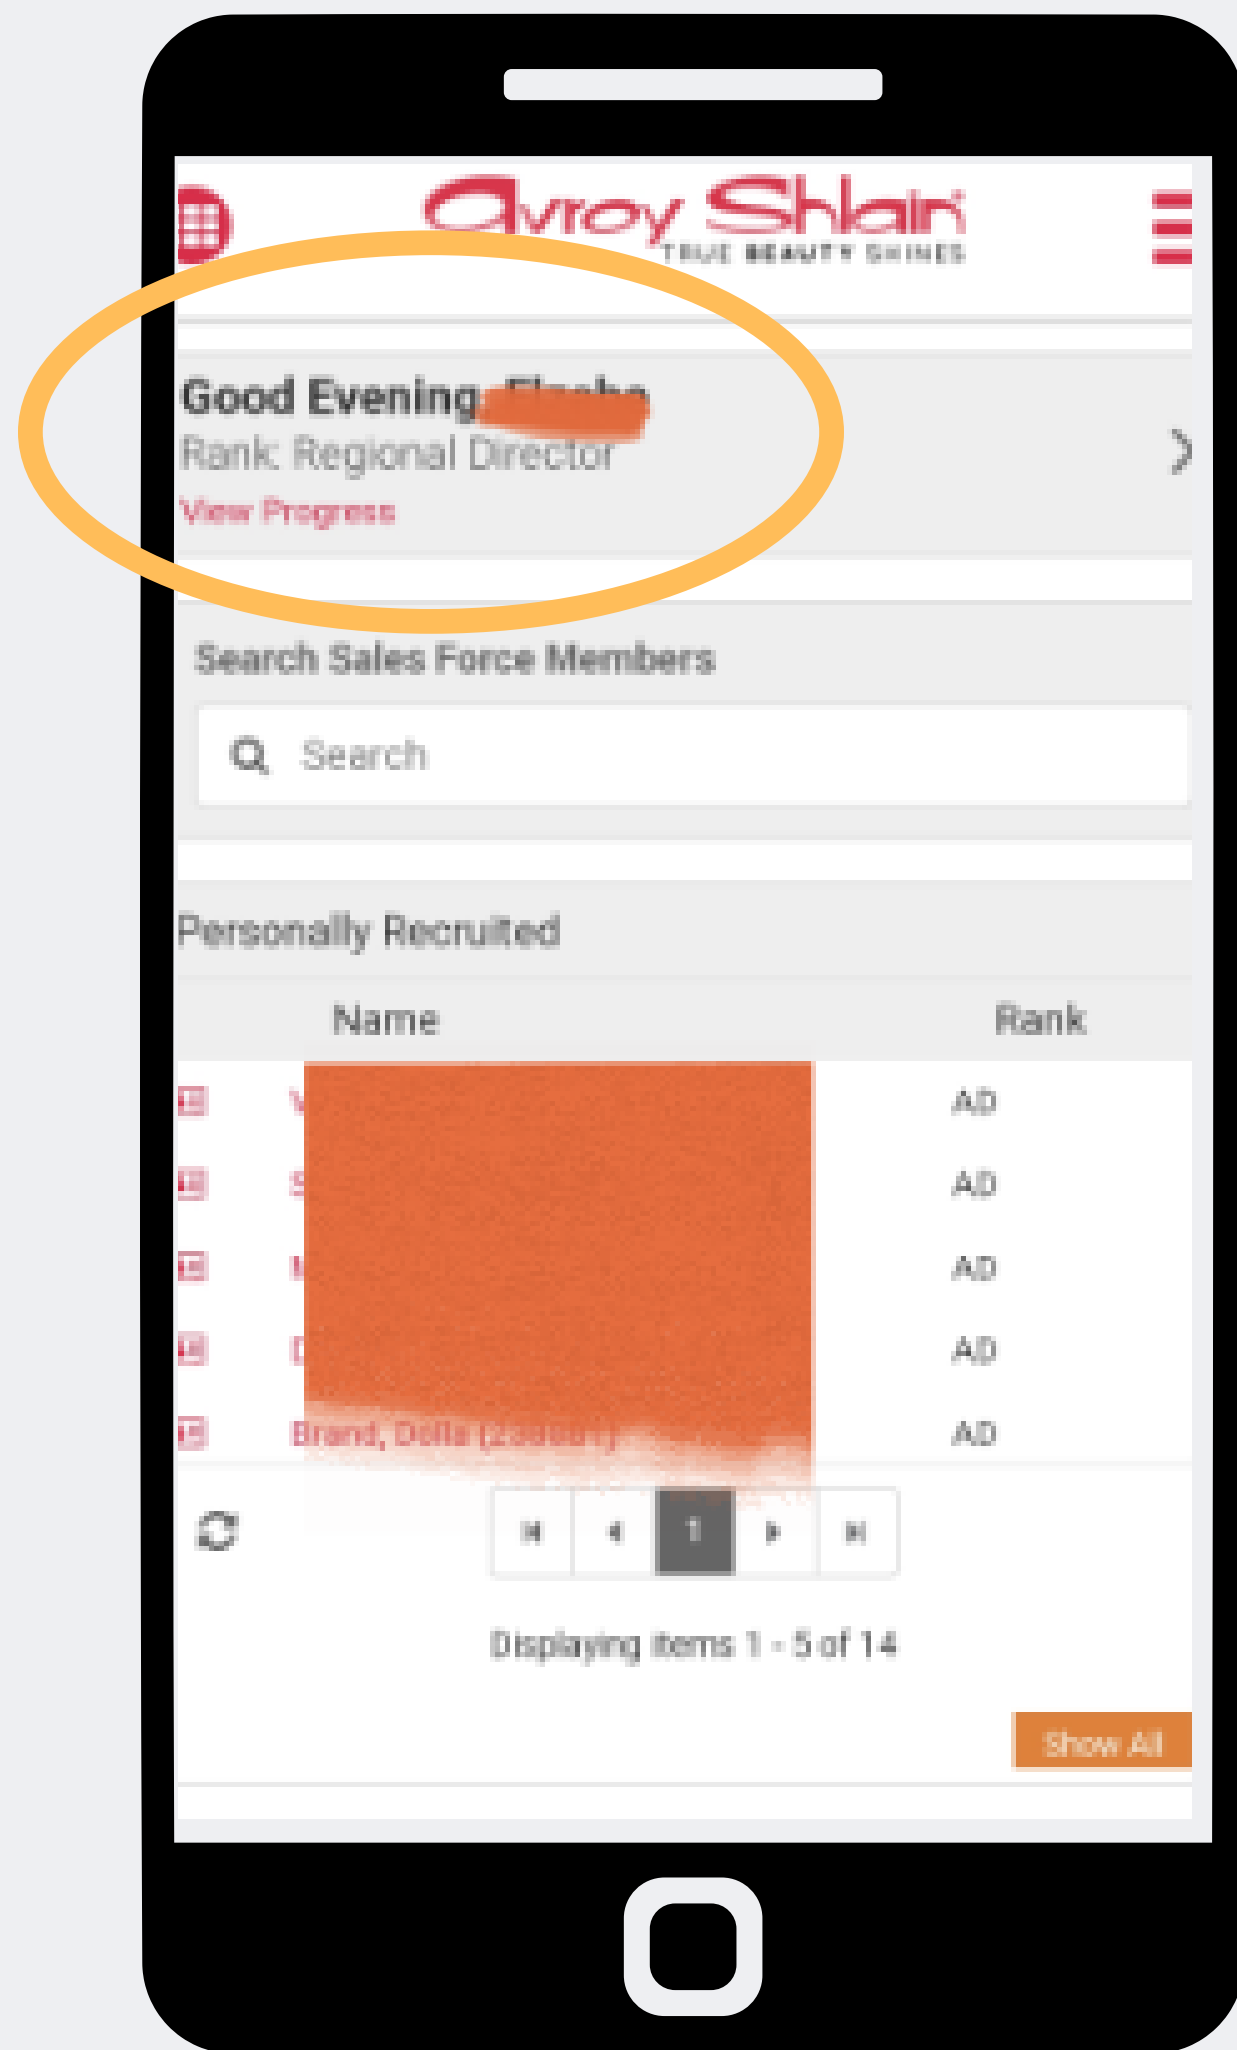 Avroy Shlain
TRUE BEAUTY SHINES
Good Evening,
Rank: Regional Director
View Progress
Search Sales Force Members
Search
Personally Recruited
Name Rank
AD
AD
AD
AD
Brand, AD
1
Displaying items 1 - 5 of 14
Show All